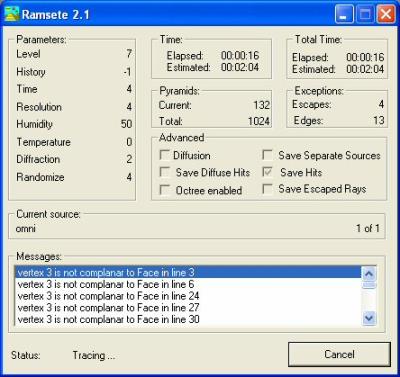 Ramsete 2.1
Parameters:
Level 7
History -1
Time 4
Resolution 4
Humidity 50
Temperature 0
Diffraction 2
Randomize 4
Time:
Elapsed: 00:00:16
Estimated: 00:02:04
Total Time:
Elapsed: 00:00:16
Estimated: 00:02:04
Pyramids:
Current: 132
Total: 1024
Exceptions:
Escapes: 4
Edges: 13
Advanced
Diffusion
Save Separate Sources
Save Diffuse Hits
Save Hits
Octree enabled
Save Escaped Rays
Current source:
omni 1 of 1
Messages:
vertex 3 is not complanar to Face in line 3
vertex 3 is not complanar to Face in line 6
vertex 3 is not complanar to Face in line 24
vertex 3 is not complanar to Face in line 27
vertex 3 is not complanar to Face in line 30
Status: Tracing ...
Cancel